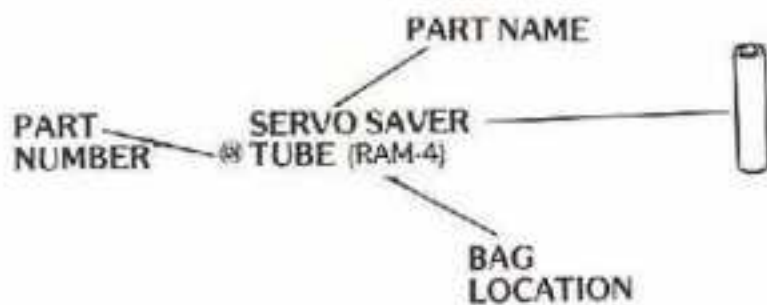 PART NAME
PART
NUMBER
SERVO SAVER
TUBE (RAM-4)
BAG
LOCATION